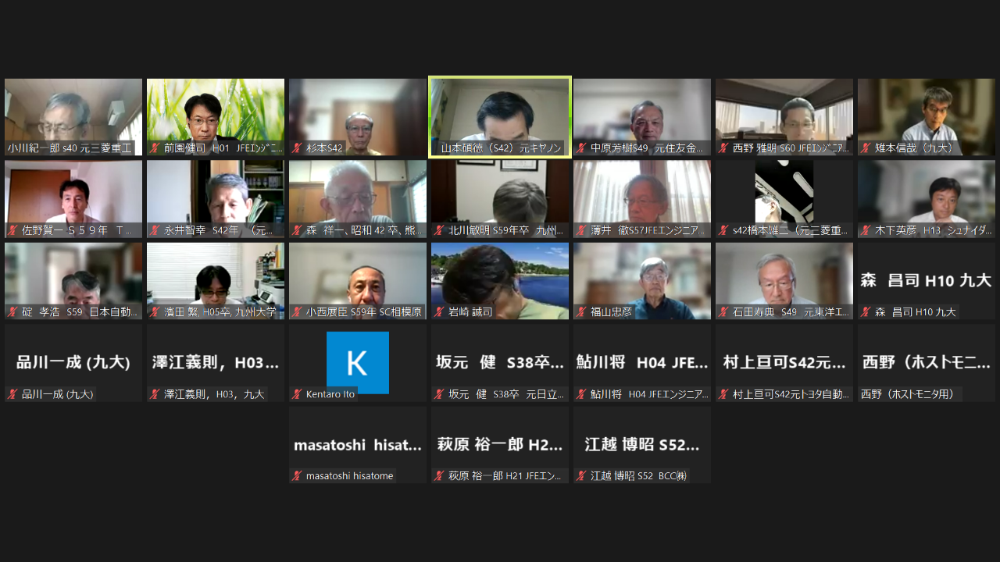 小川紀一郎 s40 元三菱重工
前園健司 H01 JFEｴﾝｼﾞﾆ...
杉本S42
山本碩徳（S42）元キヤノン
中原芳樹S49 元住友金...
西野 雅明 S60 JFEｴﾝｼﾞﾆｱ...
雉本信哉（九大）
佐野賀一 Ｓ５９年 Ｔ...
永井智幸 S42年 （元...
森 祥一、昭和 42 卒、熊...
北川敏明 S59年卒 九州...
薄井 徹S57JFEエンジニア...
s42橋本雄二（元三菱重...
木下英彦 H13 シュナイダ...
碇 孝浩 S59 日本自動...
濱田 繁, H05卒, 九州大学
小西展臣 S59年 SC相模原
岩崎 誠司
福山忠彦
石田寿典 S49 元東洋エ...
森 昌司 H10 九大
森 昌司 H10 九大
品川一成 (九大)
品川一成 (九大)
澤江義則，H03...
澤江義則，H03，九大
K
Kentaro Ito
坂元 健 S38卒...
坂元 健 S38卒 元日立...
鮎川将 H04 JFE...
鮎川将 H04 JFEエンジニア...
村上亘可S42元...
村上亘可S42元トヨタ自動...
西野（ホストモニ...
西野（ホストモニタ用）
masatoshi hisat...
masatoshi hisatome
萩原 裕一郎 H2...
萩原 裕一郎 H21 JFEエン...
江越 博昭 S52...
江越 博昭 S52 BCC㈱